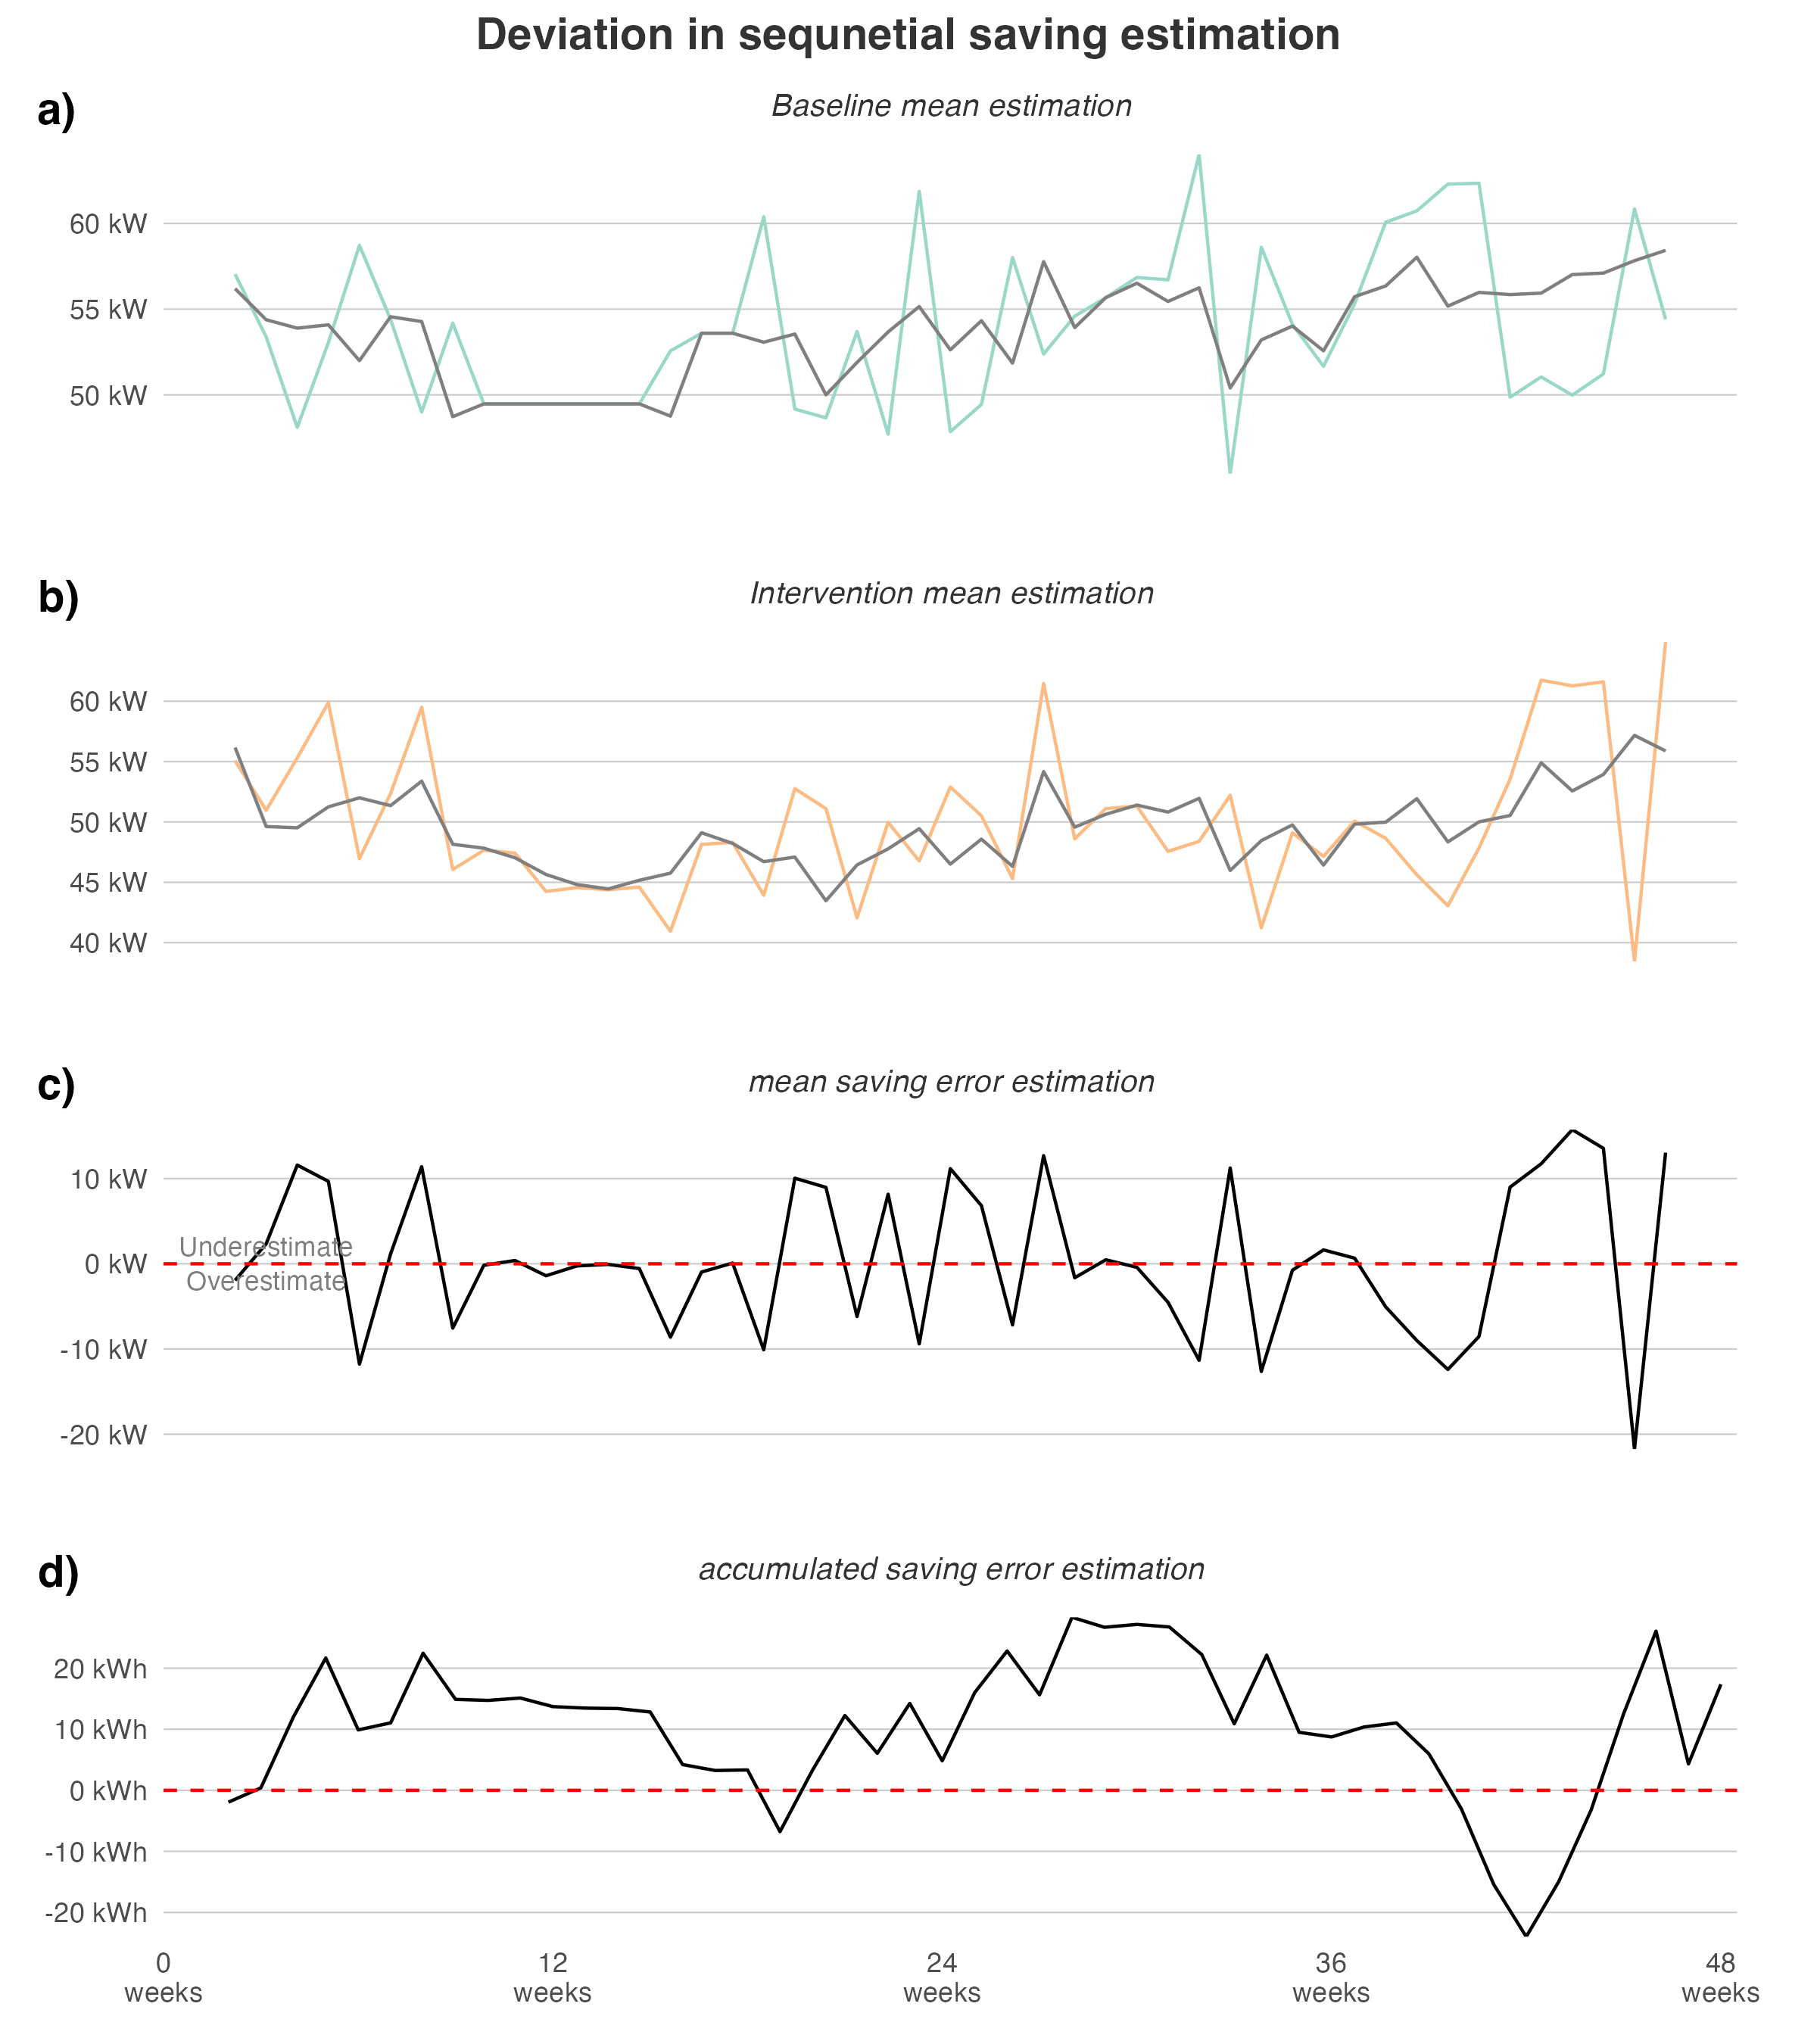 Deviation in sequnetial saving estimation
a)
Baseline mean estimation
60 kW
55 kW
50 kW
b)
Intervention mean estimation
60 kW
55 kW
50 kW
45 kW
40 kW
c)
mean saving error estimation
10 kW
Underestimate
0 kW
Overestimate
-10 kW
-20 kW
d)
accumulated saving error estimation
20 kWh
10 kWh
0 kWh
-10 kWh
-20 kWh
0 12 24 36 48
weeks weeks weeks weeks weeks